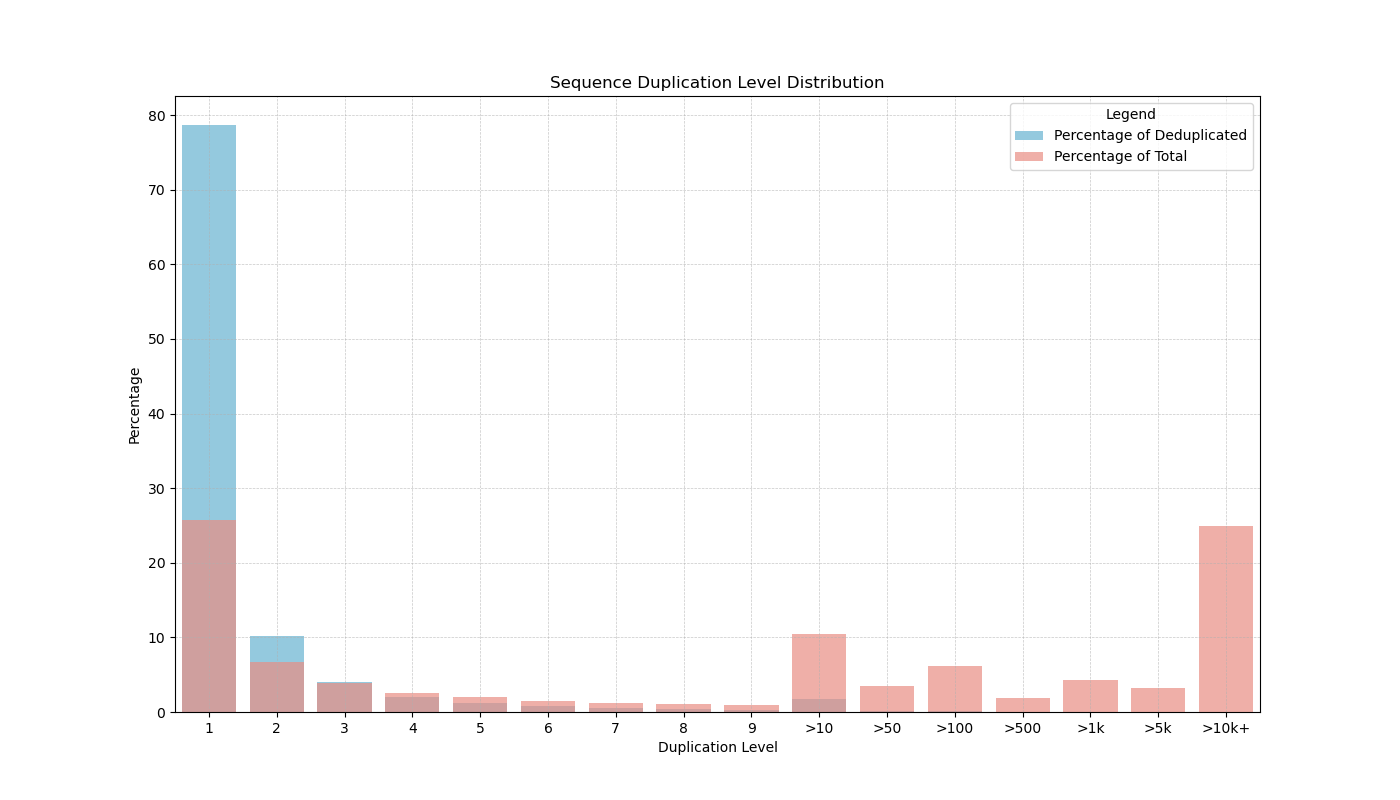 Sequence Duplication Level Distribution
Legend
Percentage of Deduplicated
Percentage of Total
Percentage
80
70
60
50
40
30
20
10
0
1 2 3 4 5 6 7 8 9 >10 >50 >100 >500 >1k >5k >10k+
Duplication Level